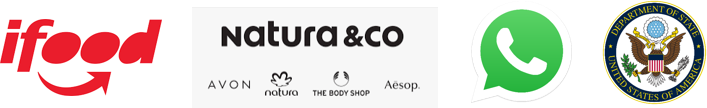 ifood
natura &co
AVON
natura
THE BODY SHOP
Aēsop.
DEPARTMENT OF STATE
UNITED STATES OF AMERICA